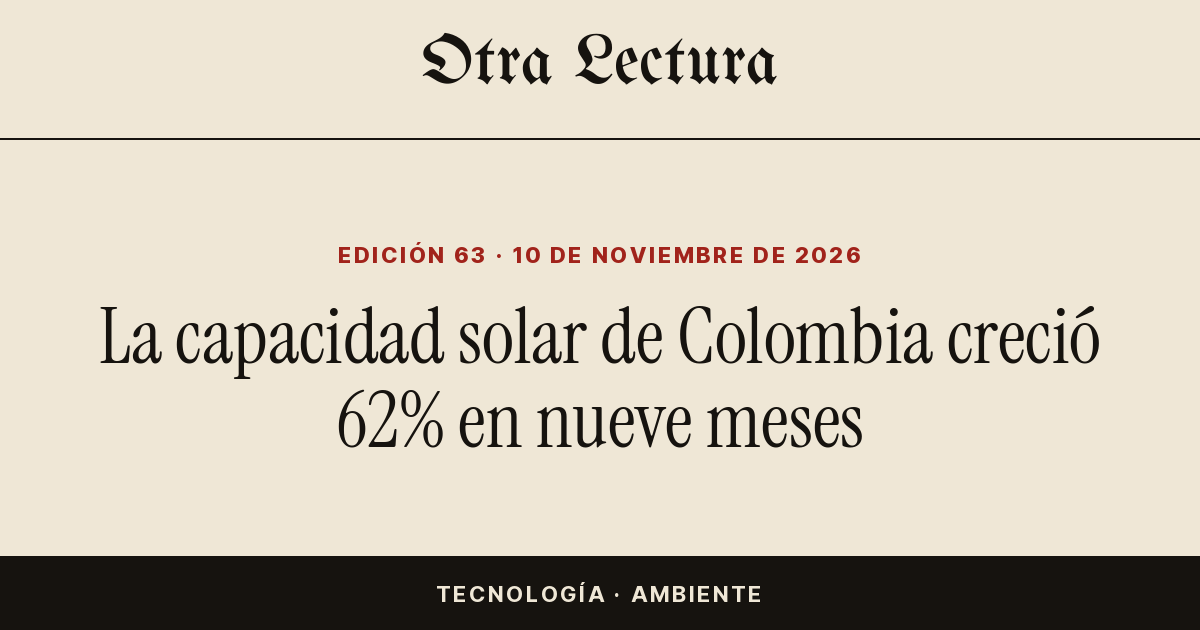 Otra Lectura
EDICIÓN 63 · 10 DE NOVIEMBRE DE 2026
La capacidad solar de Colombia creció
62% en nueve meses
TECNOLOGÍA · AMBIENTE